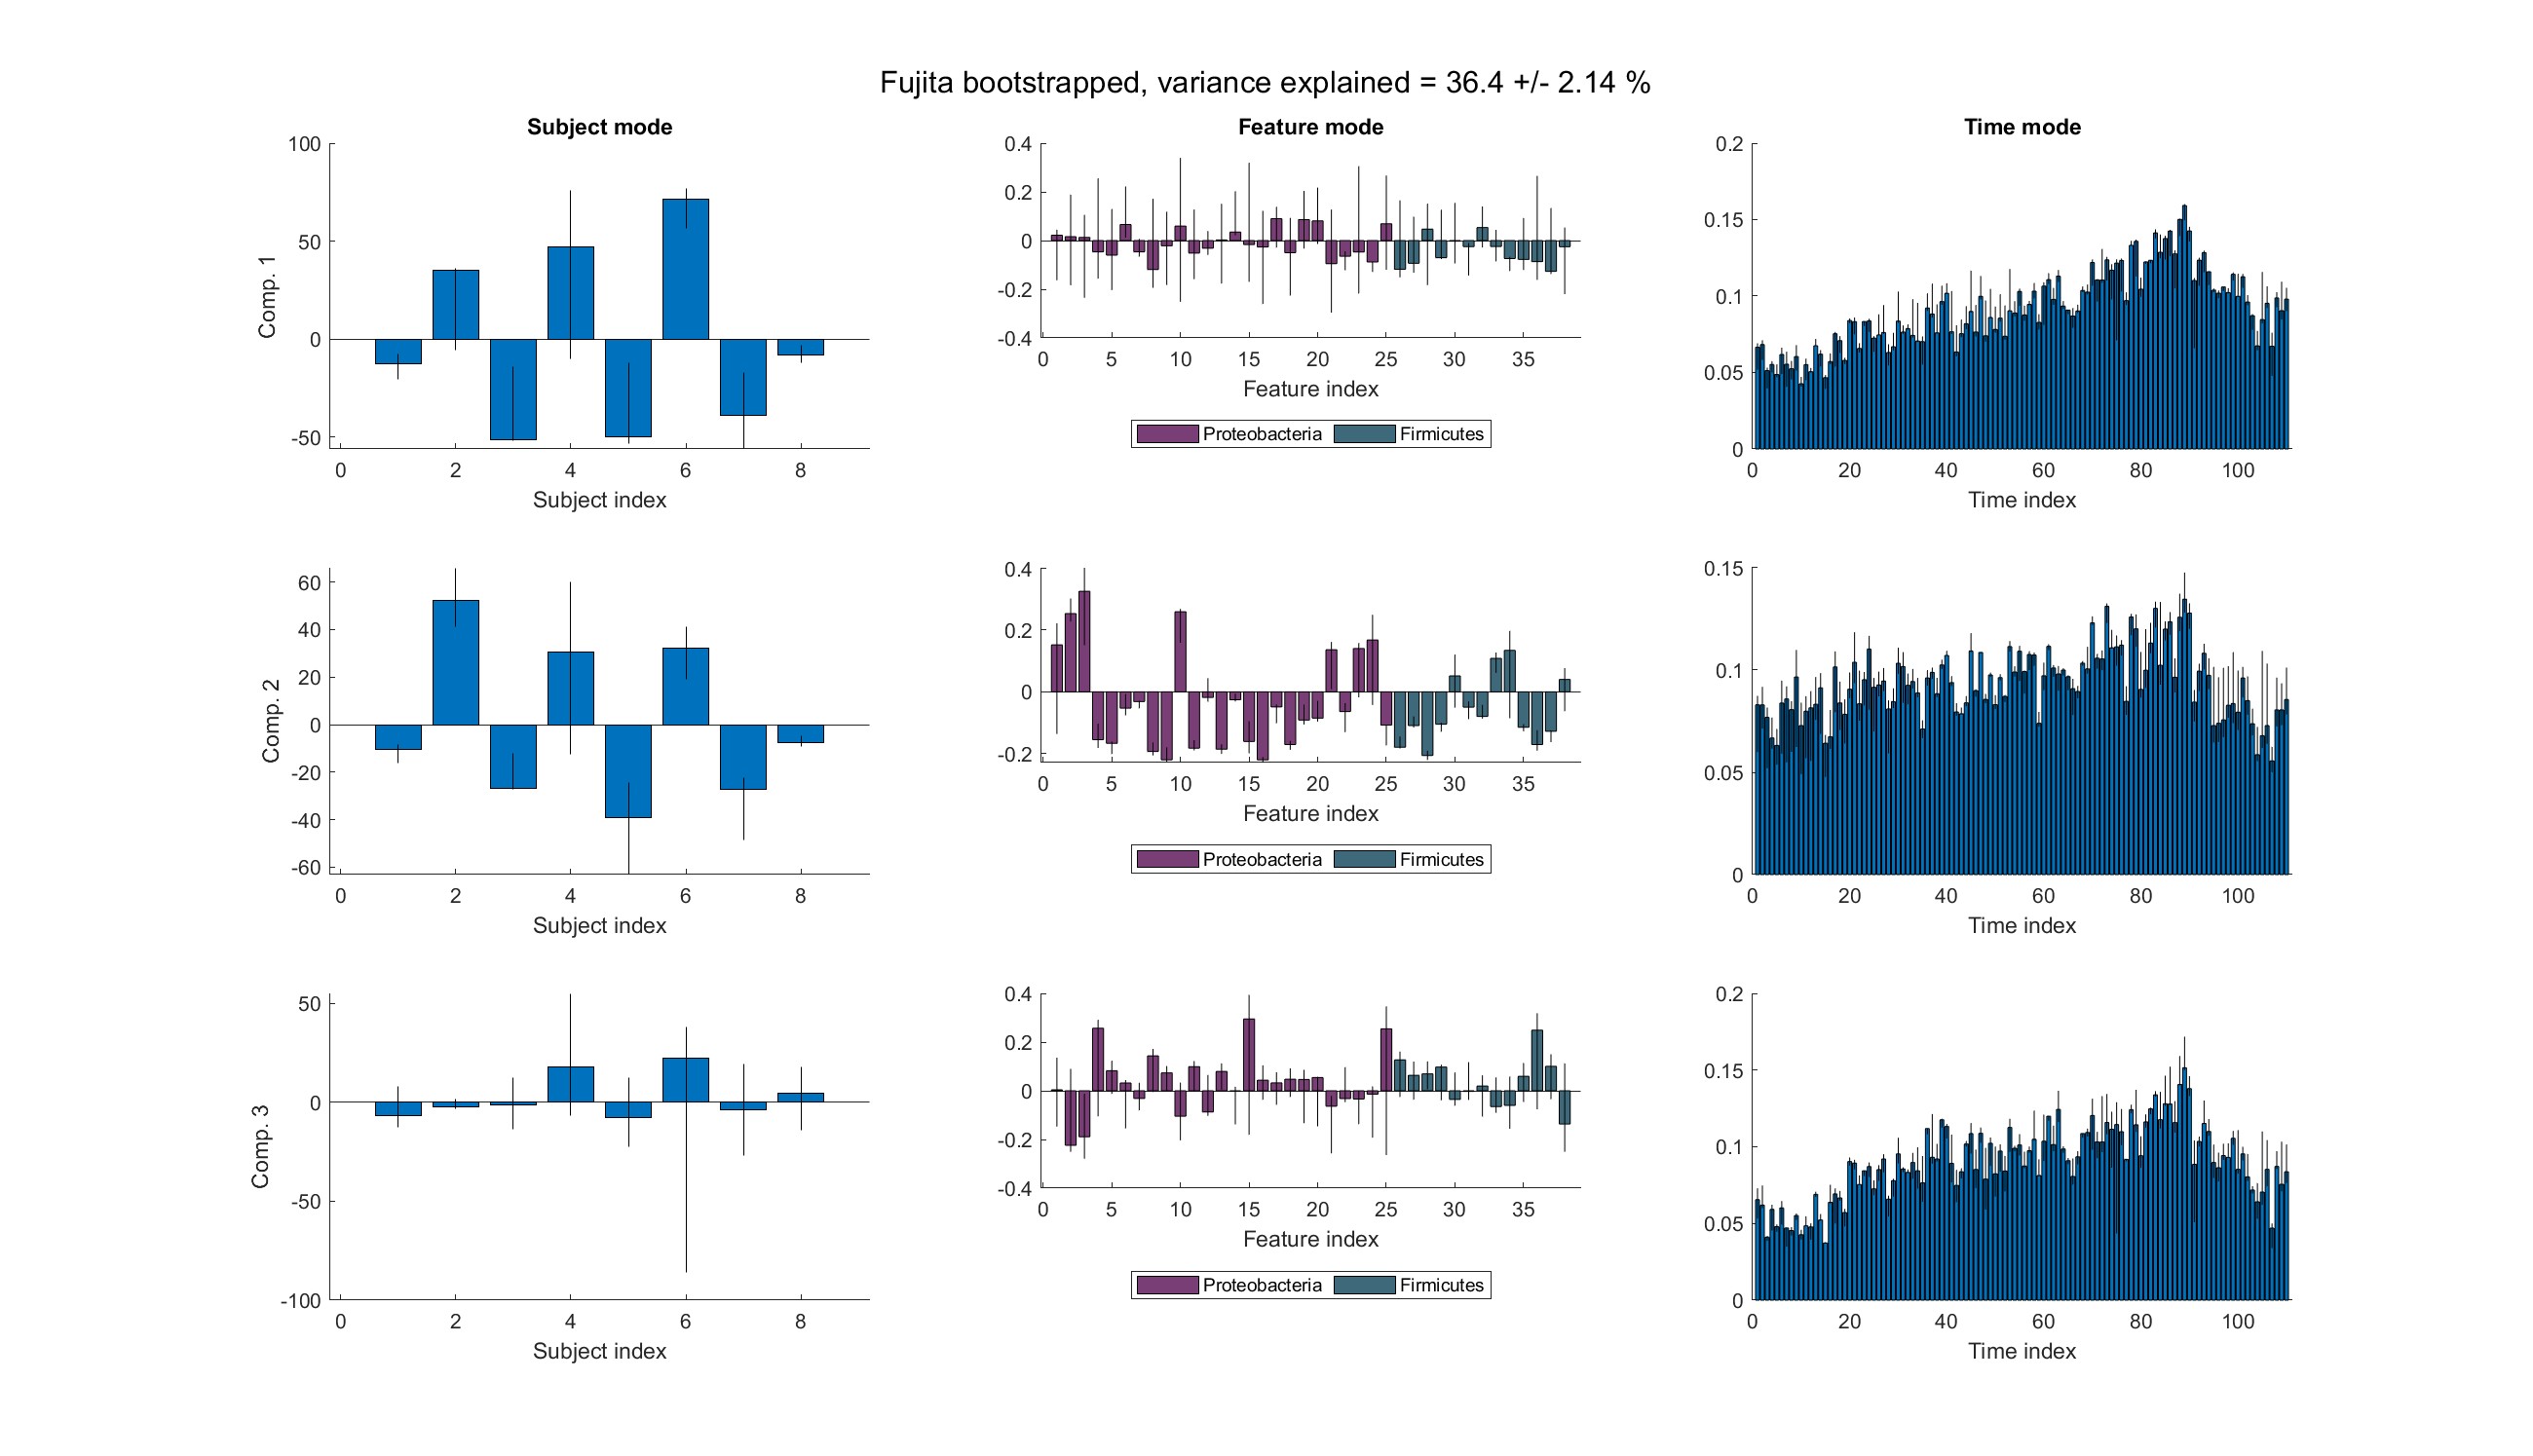 Fujita bootstrapped, variance explained = 36.4 +/- 2.14 %
Subject mode
Feature mode
Time mode
Comp. 1
100
50
0
-50
0 2 4 6 8
Subject index
0.4
0.2
0
-0.2
-0.4
0 5 10 15 20 25 30 35
Feature index
Proteobacteria Firmicutes
0.2
0.15
0.1
0.05
0
0 20 40 60 80 100
Time index
Comp. 2
60
40
20
0
-20
-40
-60
0 2 4 6 8
Subject index
0.4
0.2
0
-0.2
0 5 10 15 20 25 30 35
Feature index
Proteobacteria Firmicutes
0.15
0.1
0.05
0
0 20 40 60 80 100
Time index
Comp. 3
50
0
-50
-100
0 2 4 6 8
Subject index
0.4
0.2
0
-0.2
-0.4
0 5 10 15 20 25 30 35
Feature index
Proteobacteria Firmicutes
0.2
0.15
0.1
0.05
0
0 20 40 60 80 100
Time index